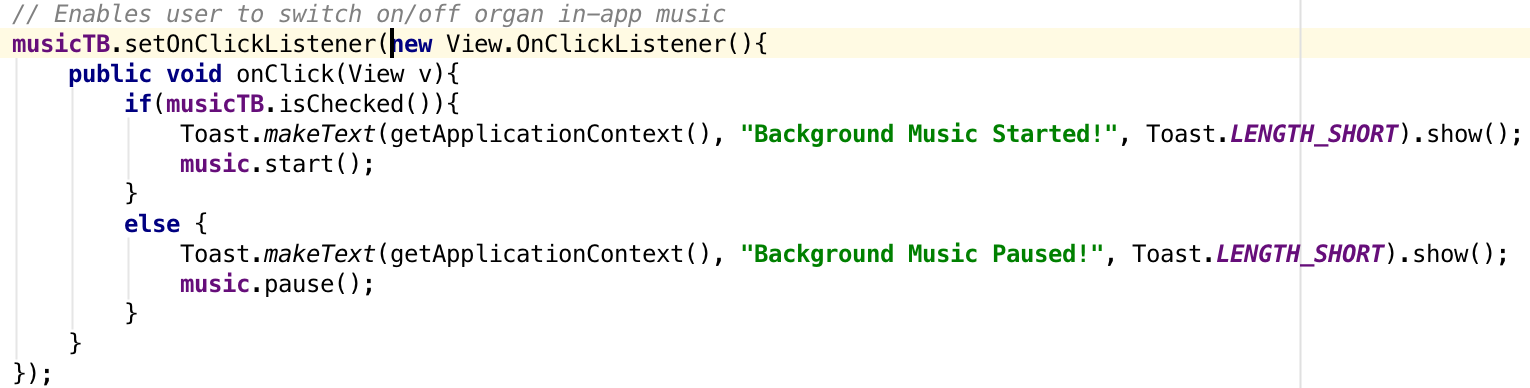 // Enables user to switch on/off organ in-app music
musicTB.setOnClickListener(new View.OnClickListener(){
    public void onClick(View v){
        if(musicTB.isChecked()){
            Toast.makeText(getApplicationContext(), "Background Music Started!", Toast.LENGTH_SHORT).show();
            music.start();
        }
        else {
            Toast.makeText(getApplicationContext(), "Background Music Paused!", Toast.LENGTH_SHORT).show();
            music.pause();
        }
    }
});